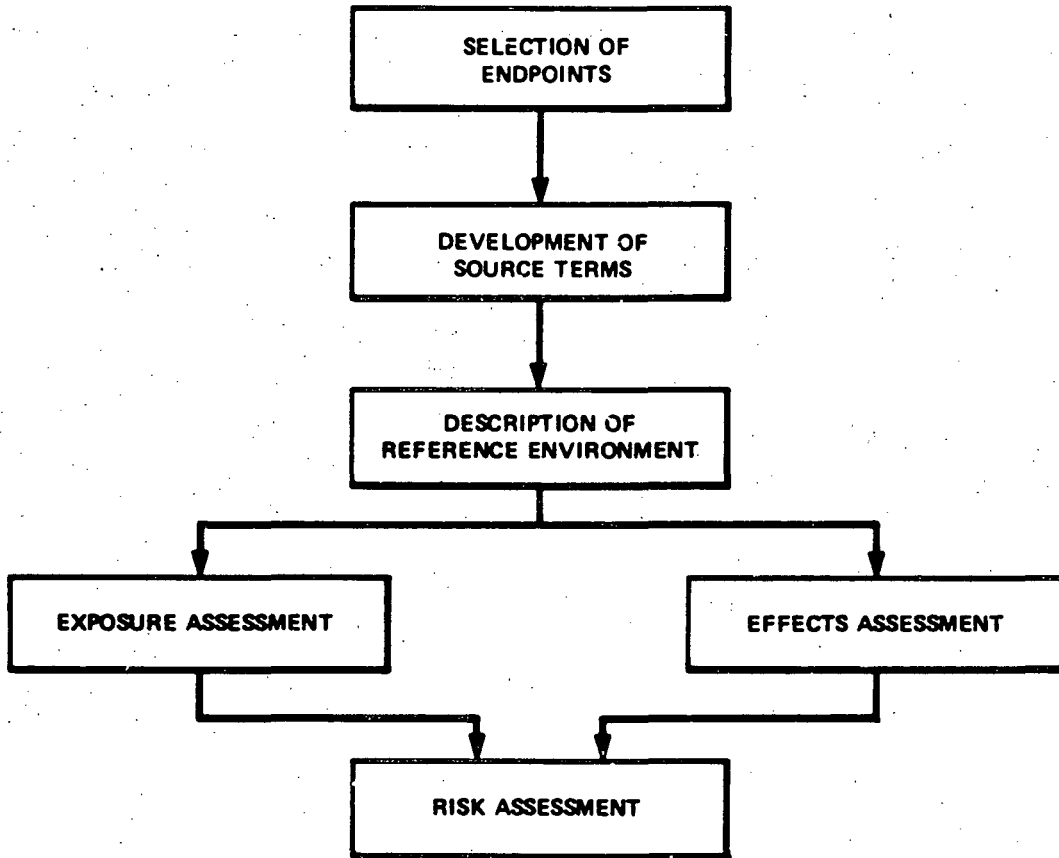 SELECTION OF
ENDPOINTS
DEVELOPMENT OF
SOURCE TERMS
DESCRIPTION OF
REFERENCE ENVIRONMENT
EXPOSURE ASSESSMENT
EFFECTS ASSESSMENT
RISK ASSESSMENT